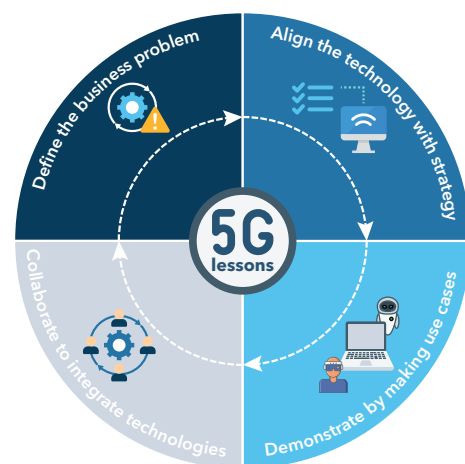 Define the business problem
Align the technology with strategy
5G
lessons
Demonstrate by making use cases
Collaborate to integrate technologies